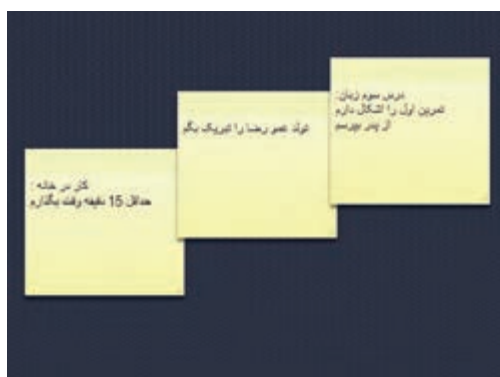 درس سوم زبان:
تمرین اول را اشکال دارم
از پدر بپرسم
تولد عمو رضا را تبریک بگم
کار در خانه :
حداقل 15 دقیقه وقت بگذارم